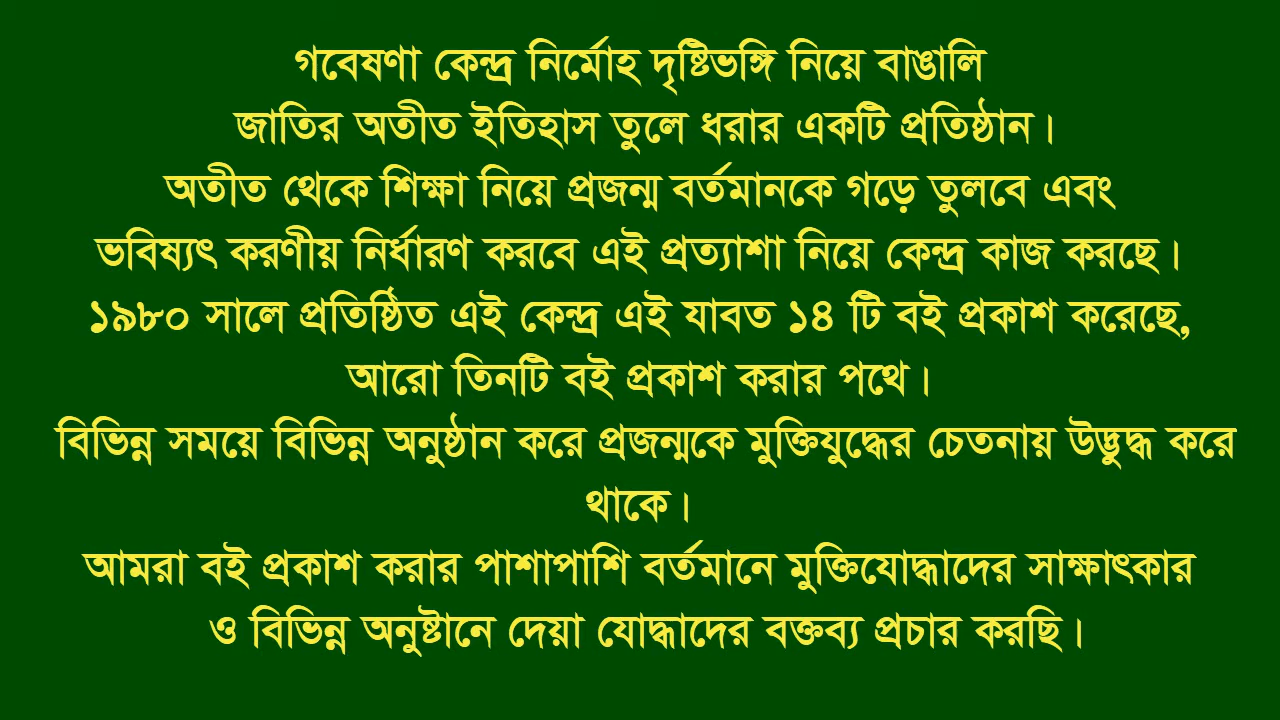 গবেষণা কেন্দ্র নির্মোহ দৃষ্টিভঙ্গি নিয়ে বাঙালি
জাতির অতীত ইতিহাস তুলে ধরার একটি প্রতিষ্ঠান।
অতীত থেকে শিক্ষা নিয়ে প্রজন্ম বর্তমানকে গড়ে তুলবে এবং
ভবিষ্যৎ করণীয় নির্ধারণ করবে এই প্রত্যাশা নিয়ে কেন্দ্র কাজ করছে।
১৯৮০ সালে প্রতিষ্ঠিত এই কেন্দ্র এই যাবত ১৪ টি বই প্রকাশ করেছে,
আরো তিনটি বই প্রকাশ করার পথে।
বিভিন্ন সময়ে বিভিন্ন অনুষ্ঠান করে প্রজন্মকে মুক্তিযুদ্ধের চেতনায় উদ্ভুদ্ধ করে
থাকে।
আমরা বই প্রকাশ করার পাশাপাশি বর্তমানে মুক্তিযোদ্ধাদের সাক্ষাৎকার
ও বিভিন্ন অনুষ্টানে দেয়া যোদ্ধাদের বক্তব্য প্রচার করছি।